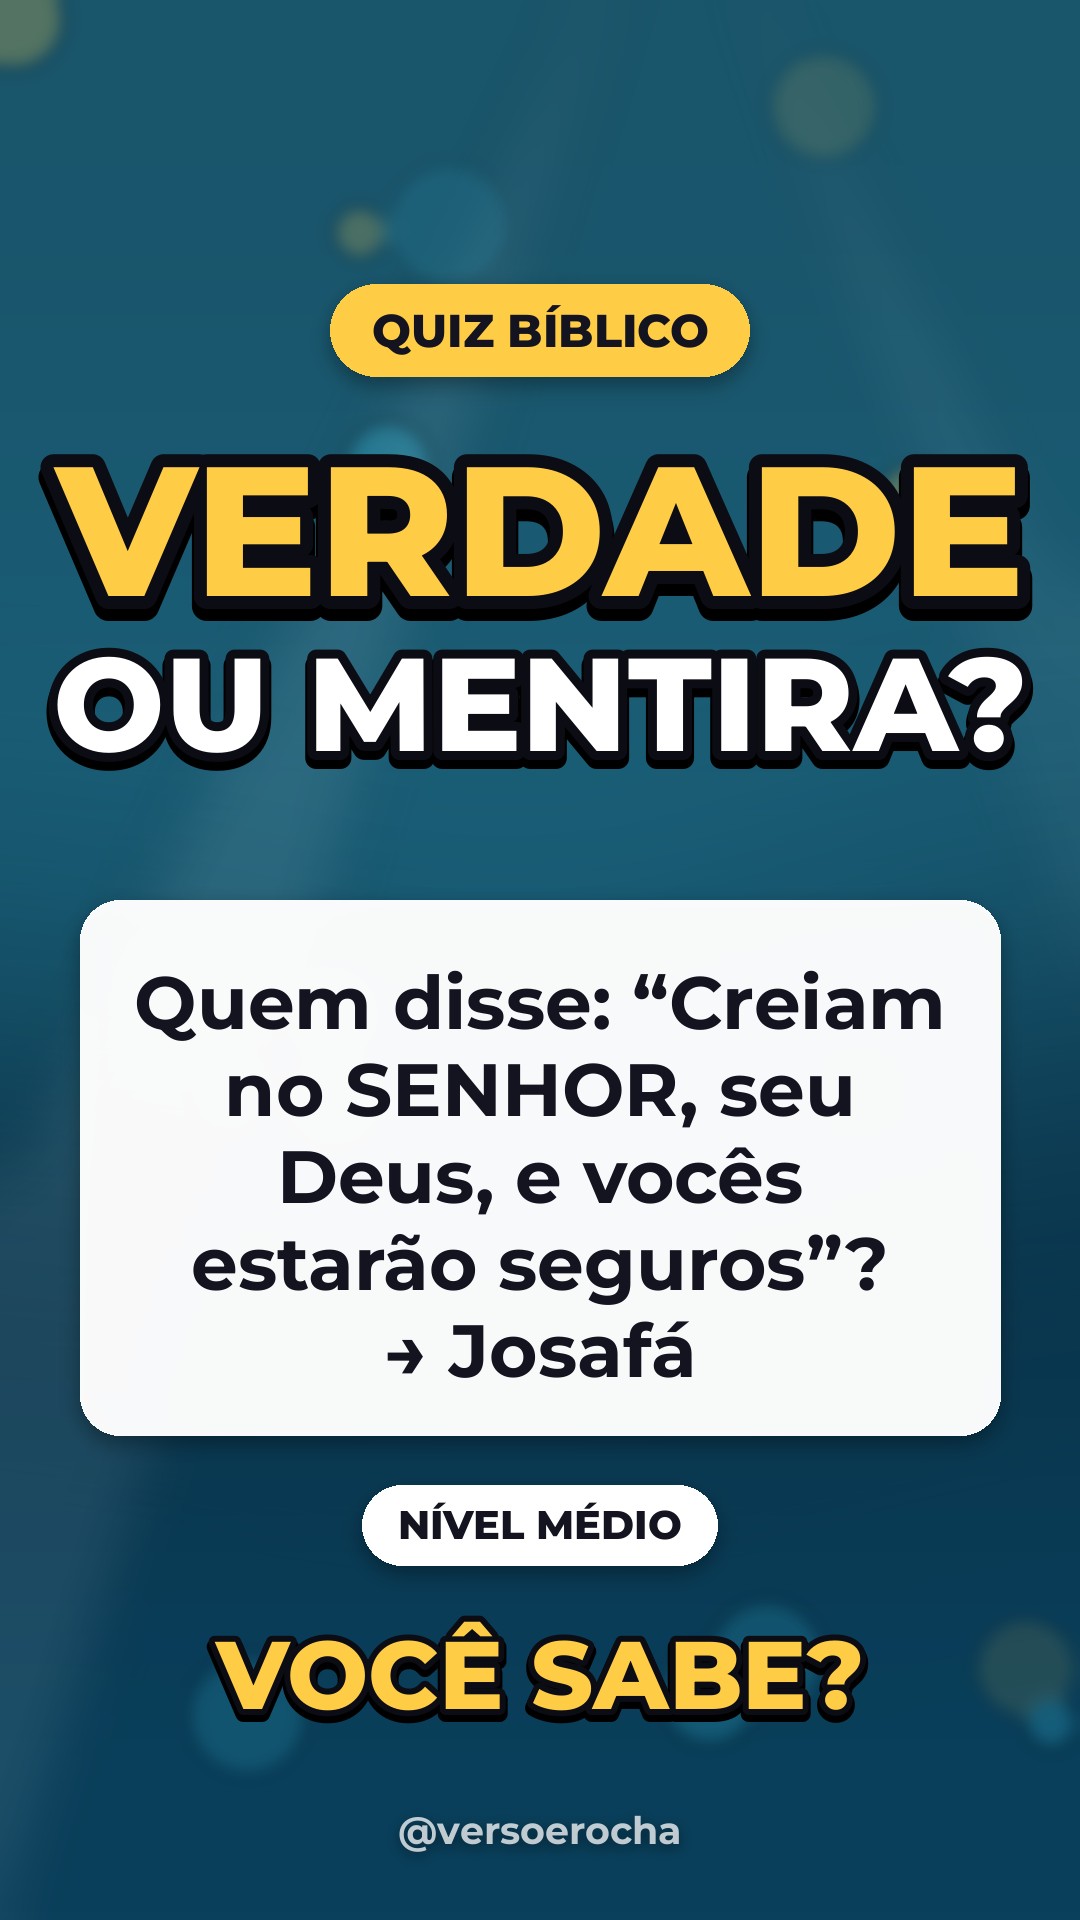 QUIZ BÍBLICO
VERDADE
OU MENTIRA?
Quem disse: “Creiam
no SENHOR, seu
Deus, e vocês
estarão seguros”?
→ Josafá
NÍVEL MÉDIO
VOCÊ SABE?
@versoerocha